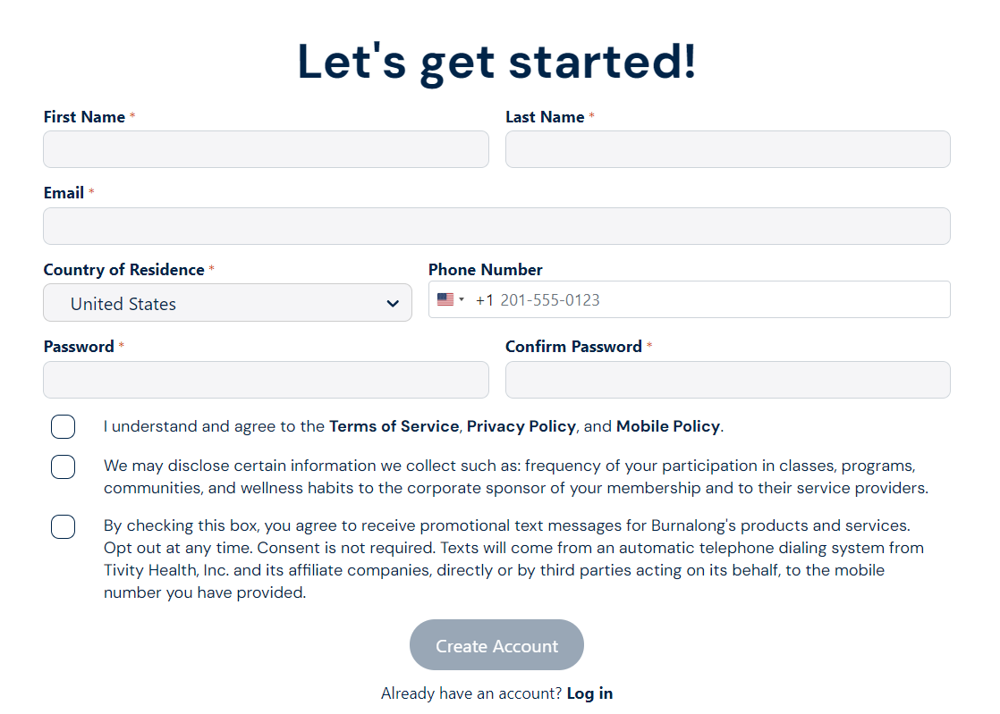 Let's get started!
First Name *
Last Name *
Email *
Country of Residence *
Phone Number
United States
+1 201-555-0123
Password *
Confirm Password *
I understand and agree to the Terms of Service, Privacy Policy, and Mobile Policy.
We may disclose certain information we collect such as: frequency of your participation in classes, programs,
communities, and wellness habits to the corporate sponsor of your membership and to their service providers.
By checking this box, you agree to receive promotional text messages for Burnalong's products and services.
Opt out at any time. Consent is not required. Texts will come from an automatic telephone dialing system from
Tivity Health, Inc. and its affiliate companies, directly or by third parties acting on its behalf, to the mobile
number you have provided.
Create Account
Already have an account? Log in